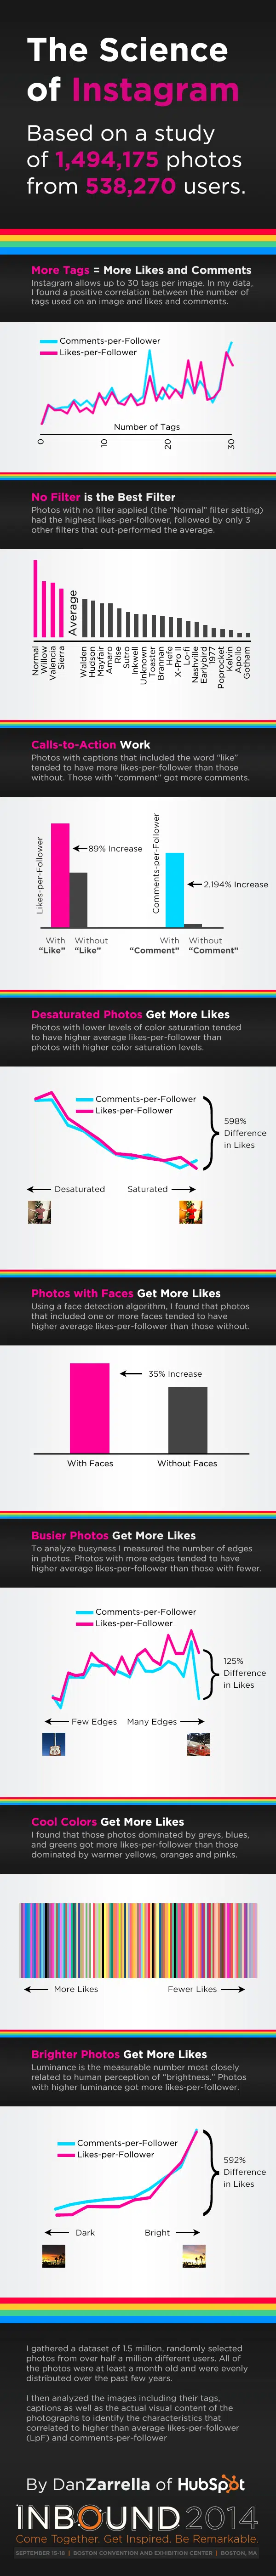 The Science
of Instagram
Based on a study
of 1,494,175 photos
from 538,270 users.
More Tags = More Likes and Comments
Instagram allows up to 30 tags per image. In my data,
I found a positive correlation between the number of
tags used on an image and likes and comments.
Comments-per-Follower
Likes-per-Follower
Number of Tags
0
10
20
30
No Filter is the Best Filter
Photos with no filter applied (the "Normal" filter setting)
had the highest likes-per-follower, followed by only 3
other filters that out-performed the average.
Normal
Willow
Valencia
Sierra
Average
Walden
Hudson
Mayfair
Amaro
Rise
Sutro
Inkwell
Unknown
Toaster
Brannan
Hefe
X-Pro II
Lo-fi
Nashville
Earlybird
1977
Poprocket
Kelvin
Apollo
Gotham
Calls-to-Action Work
Photos with captions that included the word "like"
tended to have more likes-per-follower than those
without. Those with "comment" got more comments.
Likes-per-Follower
89% Increase
Comments-per-Follower
2,194% Increase
With "Like"
Without "Like"
With "Comment"
Without "Comment"
Desaturated Photos Get More Likes
Photos with lower levels of color saturation tended
to have higher average likes-per-follower than
photos with higher color saturation levels.
Comments-per-Follower
Likes-per-Follower
598%
Difference
in Likes
Desaturated
Saturated
Photos with Faces Get More Likes
Using a face detection algorithm, I found that photos
that included one or more faces tended to have
higher average likes-per-follower than those without.
35% Increase
With Faces
Without Faces
Busier Photos Get More Likes
To analyze busyness I measured the number of edges
in photos. Photos with more edges tended to have
higher average likes-per-follower than those with fewer.
Comments-per-Follower
Likes-per-Follower
125%
Difference
in Likes
Few Edges
Many Edges
Cool Colors Get More Likes
I found that those photos dominated by greys, blues,
and greens got more likes-per-follower than those
dominated by warmer yellows, oranges and pinks.
More Likes
Fewer Likes
Brighter Photos Get More Likes
Luminance is the measurable number most closely
related to human perception of "brightness." Photos
with higher luminance got more likes-per-follower.
Comments-per-Follower
Likes-per-Follower
592%
Difference
in Likes
Dark
Bright
I gathered a dataset of 1.5 million, randomly selected
photos from over half a million different users. All of
the photos were at least a month old and were evenly
distributed over the past few years.
I then analyzed the images including their tags,
captions as well as the actual visual content of the
photographs to identify the characteristics that
correlated to higher than average likes-per-follower
(LpF) and comments-per-follower
By DanZarrella of HubSpot
INBOUND 2014
Come Together. Get Inspired. Be Remarkable.
SEPTEMBER 15-18 | BOSTON CONVENTION AND EXHIBITION CENTER | BOSTON, MA